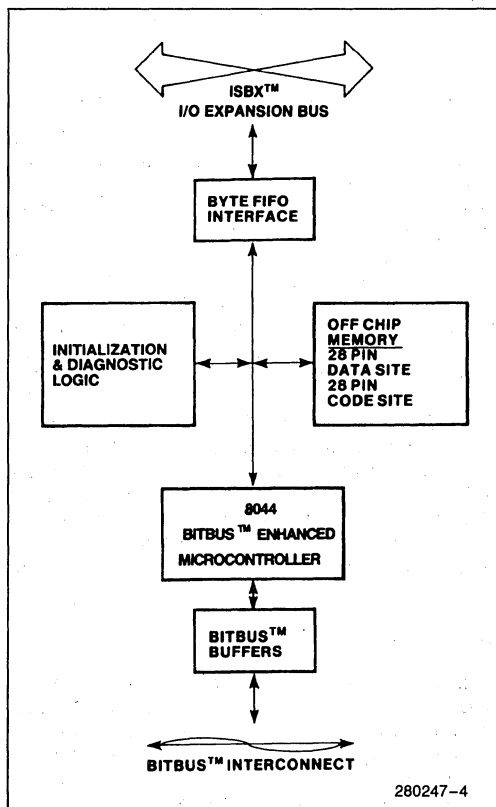 ISBX™
I/O EXPANSION BUS
BYTE FIFO
INTERFACE
INITIALIZATION
& DIAGNOSTIC
LOGIC
OFF CHIP
MEMORY
28 PIN
DATA SITE
28 PIN
CODE SITE
8044
BITBUS™ ENHANCED
MICROCONTROLLER
BITBUS™
BUFFERS
BITBUS™ INTERCONNECT
280247-4